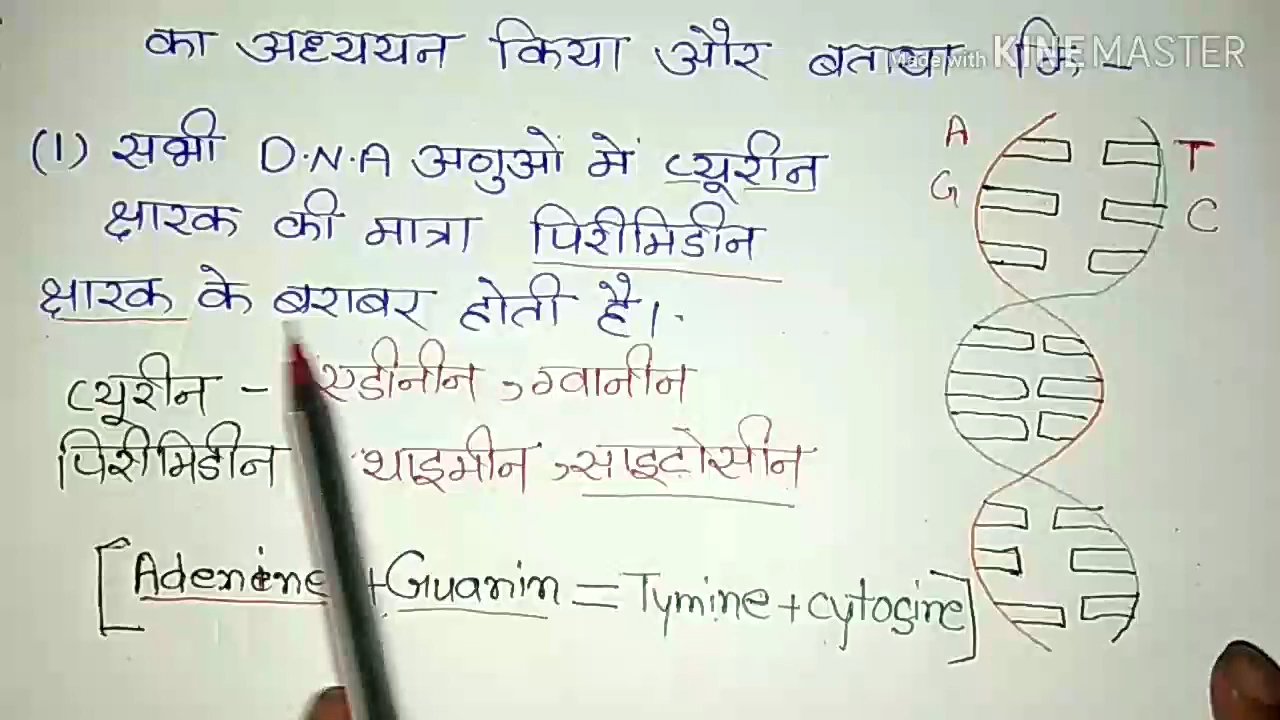 का अध्ययन किया और बताया कि -
Made with KINEMASTER
(1) सभी D.N.A अणुओं में प्यूरीन
क्षारक की मात्रा पिरीमिडीन
क्षारक के बराबर होती है।
प्यूरीन - एडीनीन , ग्वानीन
पिरीमिडीन थाइमीन , साइटोसीन
[Adenine + Guanin = Tymine + cytosine]
A T
G C